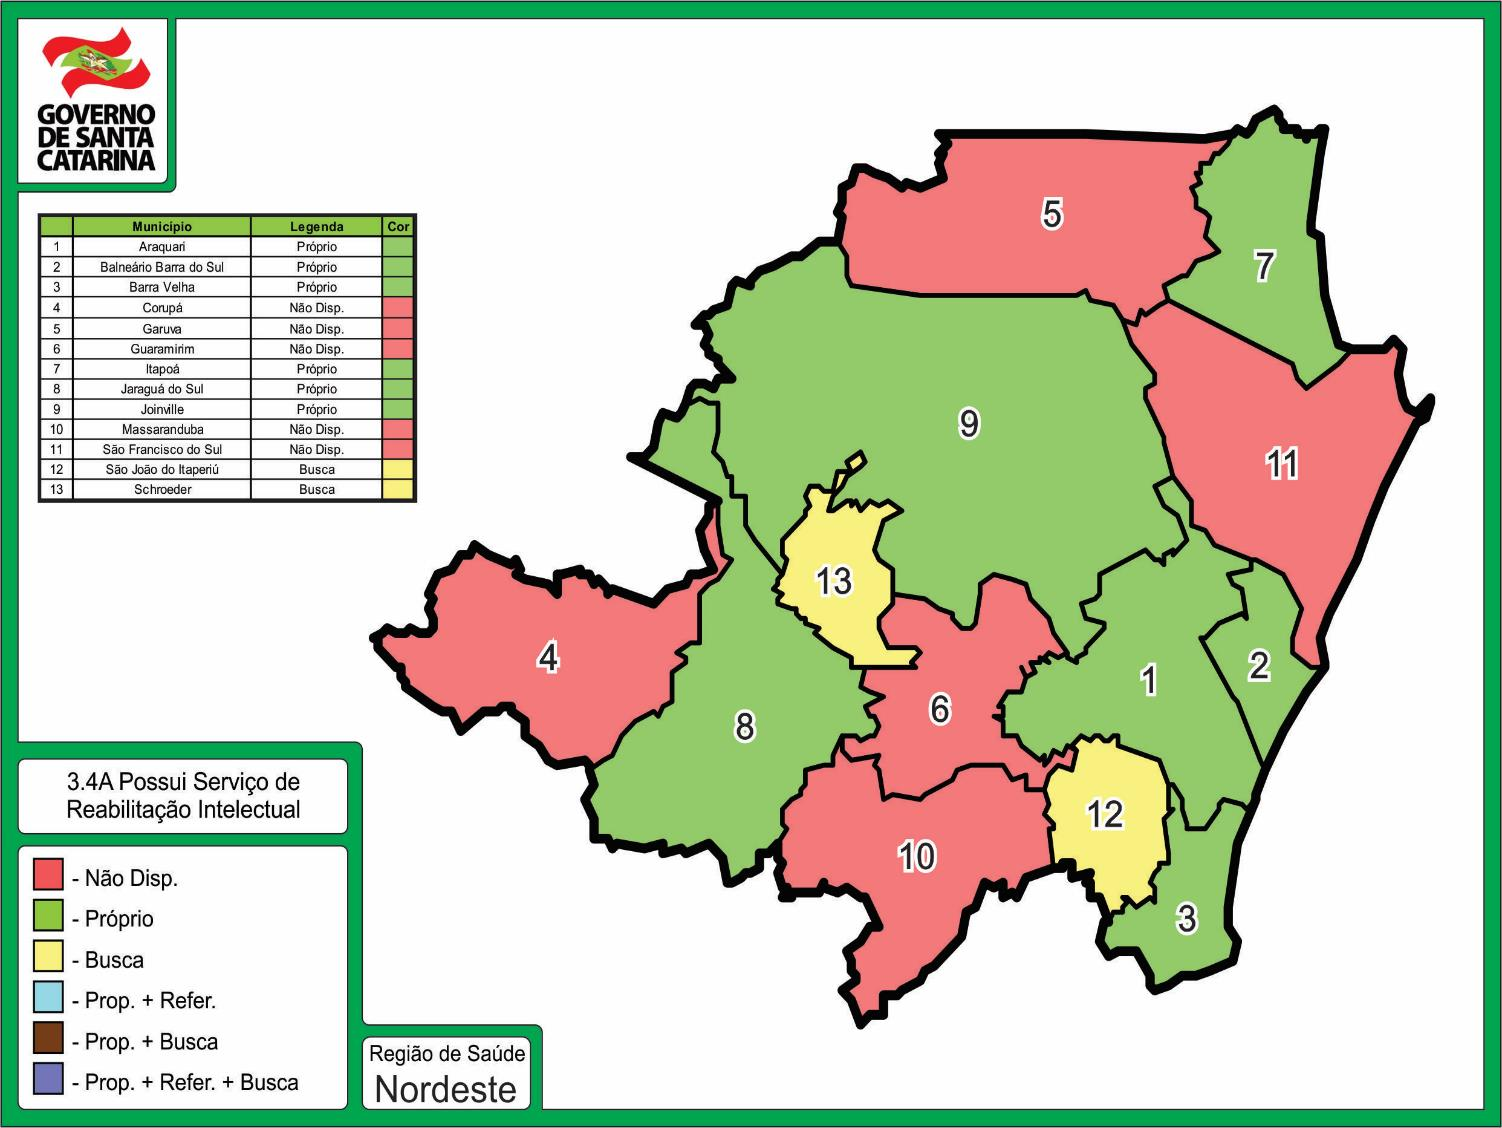 GOVERNO
DE SANTA
CATARINA
Município Legenda Cor
1 Araquari Próprio
2 Balneário Barra do Sul Próprio
3 Barra Velha Próprio
4 Corupá Não Disp.
5 Garuva Não Disp.
6 Guaramirim Não Disp.
7 Itapoá Próprio
8 Jaraguá do Sul Próprio
9 Joinville Próprio
10 Massaranduba Não Disp.
11 São Francisco do Sul Não Disp.
12 São João do Itaperiú Busca
13 Schroeder Busca
5
7
9
11
13
4
1
2
6
8
12
10
3
3.4A Possui Serviço de
Reabilitação Intelectual
- Não Disp.
- Próprio
- Busca
- Prop. + Refer.
- Prop. + Busca
- Prop. + Refer. + Busca
Região de Saúde
Nordeste